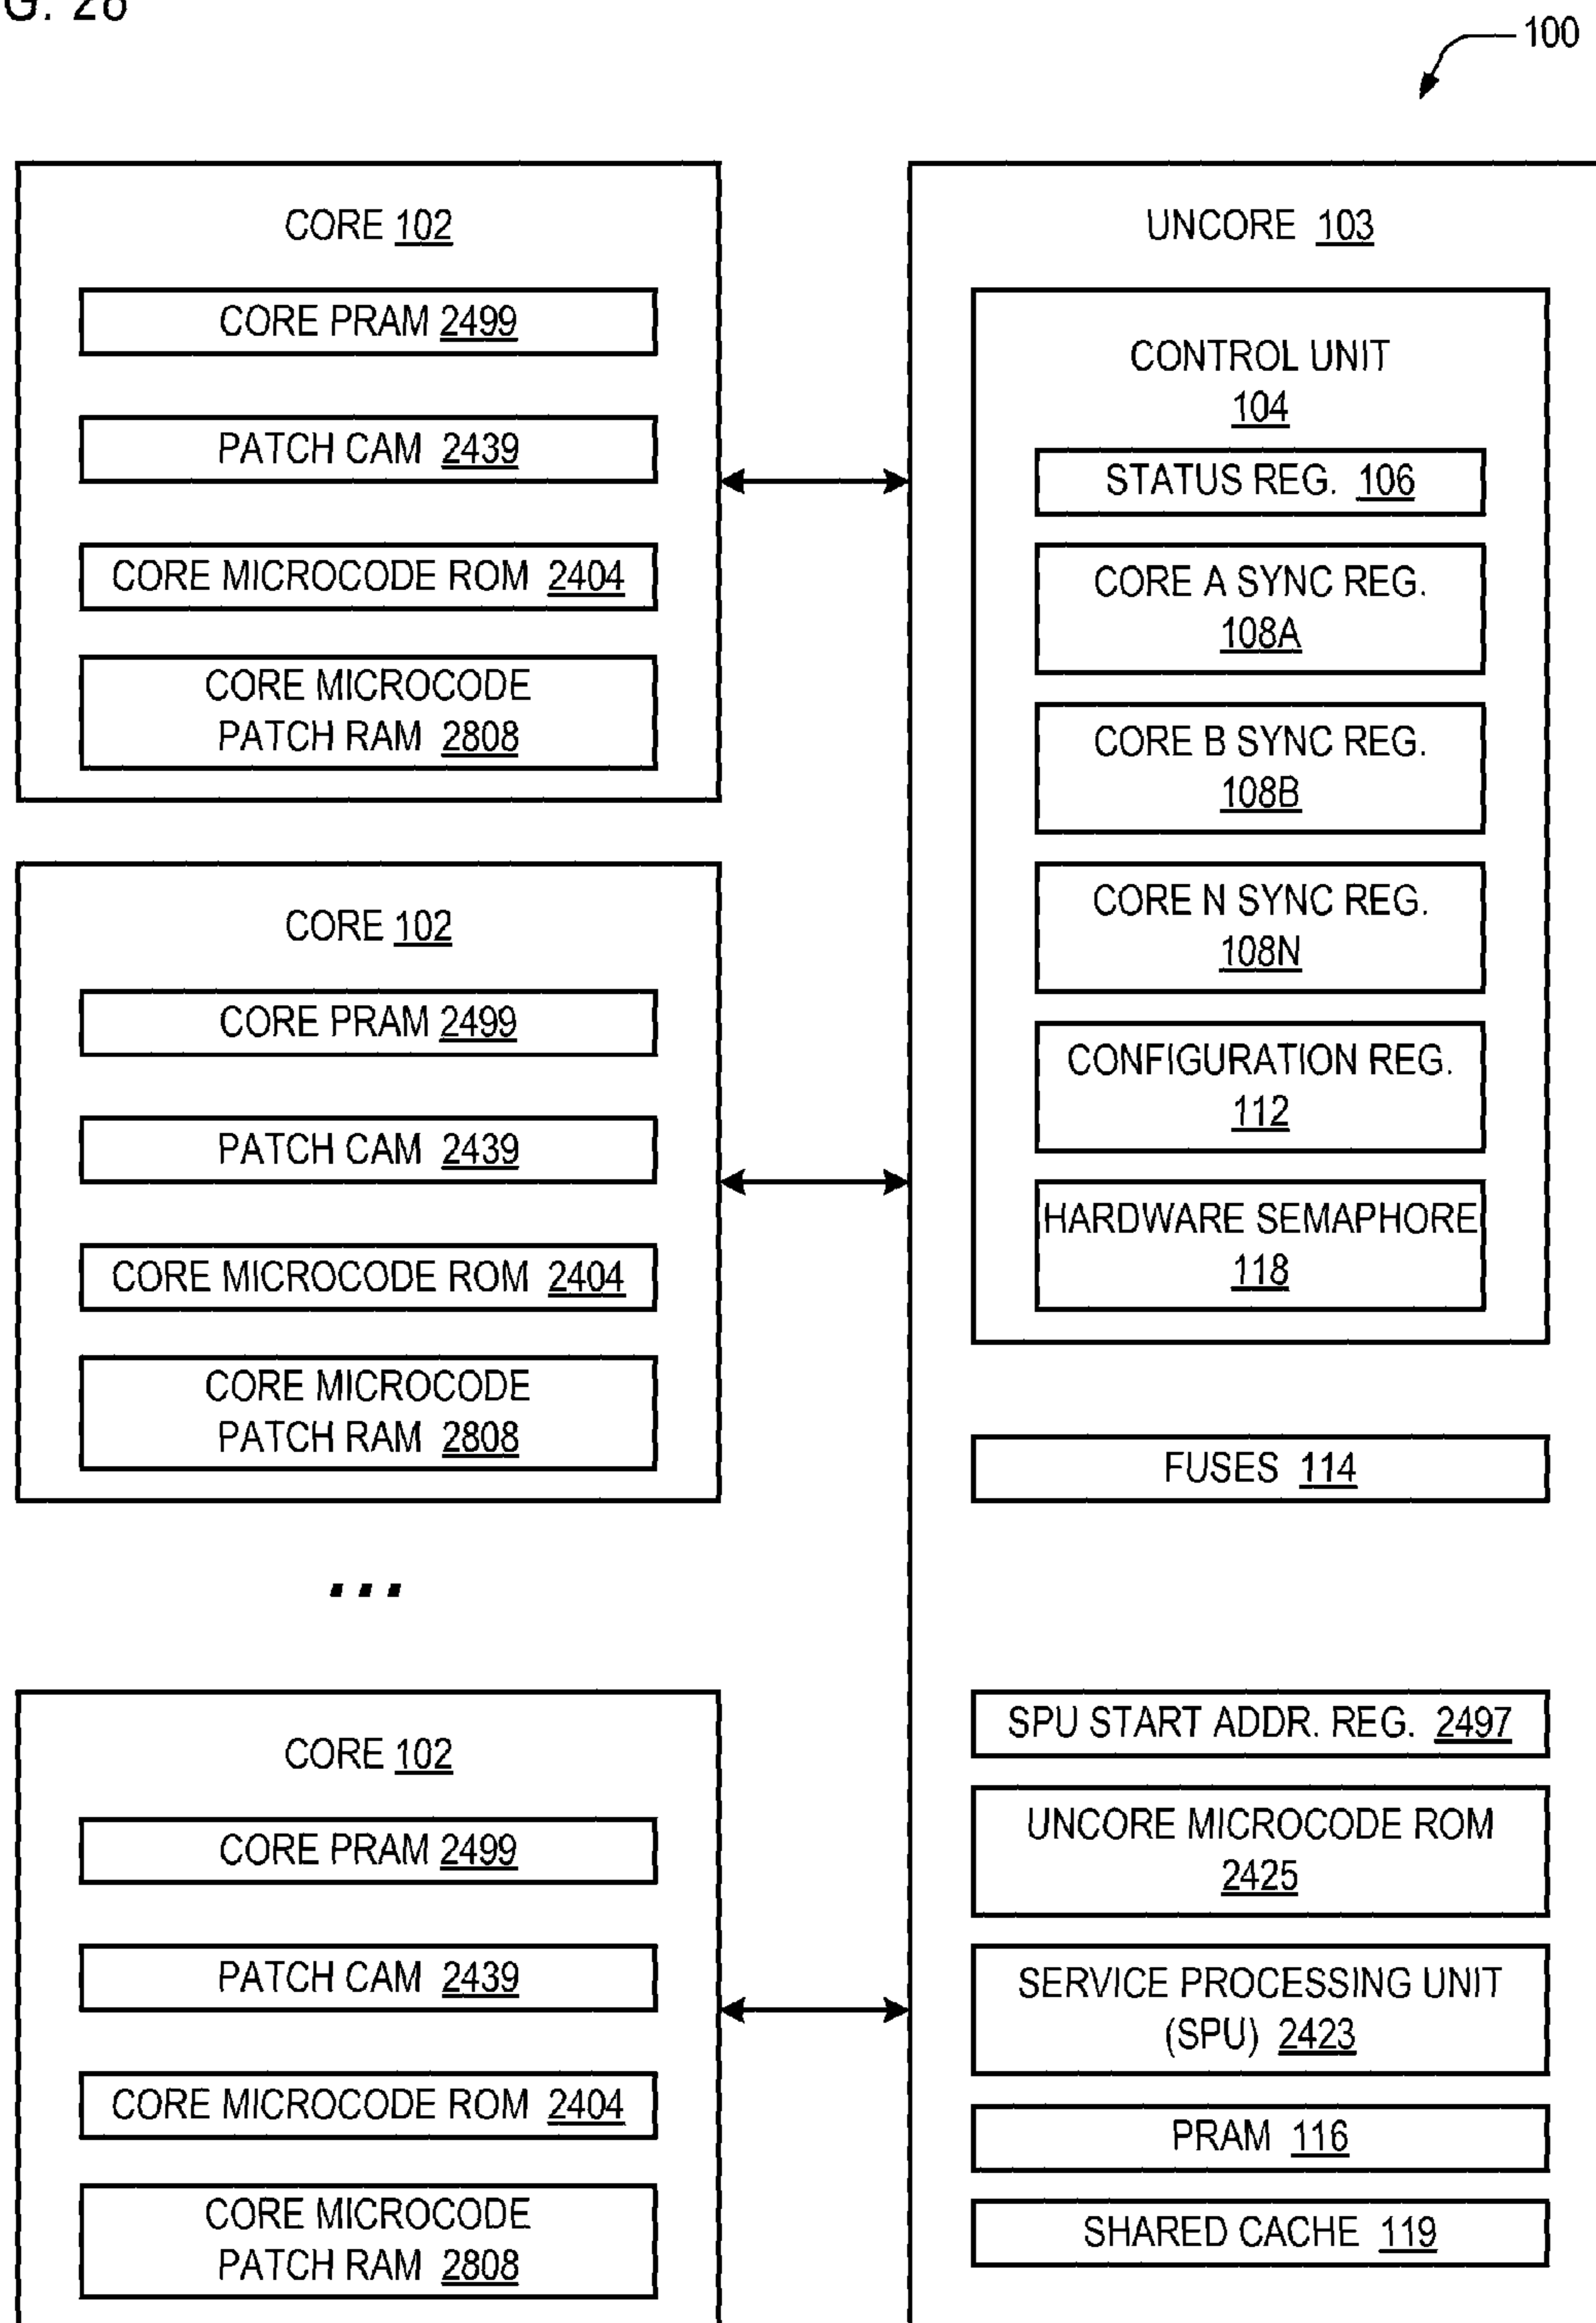 G. 28
100
CORE 102
CORE PRAM 2499
PATCH CAM 2439
CORE MICROCODE ROM 2404
CORE MICROCODE
PATCH RAM 2808
CORE 102
CORE PRAM 2499
PATCH CAM 2439
CORE MICROCODE ROM 2404
CORE MICROCODE
PATCH RAM 2808
...
CORE 102
CORE PRAM 2499
PATCH CAM 2439
CORE MICROCODE ROM 2404
CORE MICROCODE
PATCH RAM 2808
UNCORE 103
CONTROL UNIT
104
STATUS REG. 106
CORE A SYNC REG.
108A
CORE B SYNC REG.
108B
CORE N SYNC REG.
108N
CONFIGURATION REG.
112
HARDWARE SEMAPHORE
118
FUSES 114
SPU START ADDR. REG. 2497
UNCORE MICROCODE ROM
2425
SERVICE PROCESSING UNIT
(SPU) 2423
PRAM 116
SHARED CACHE 119